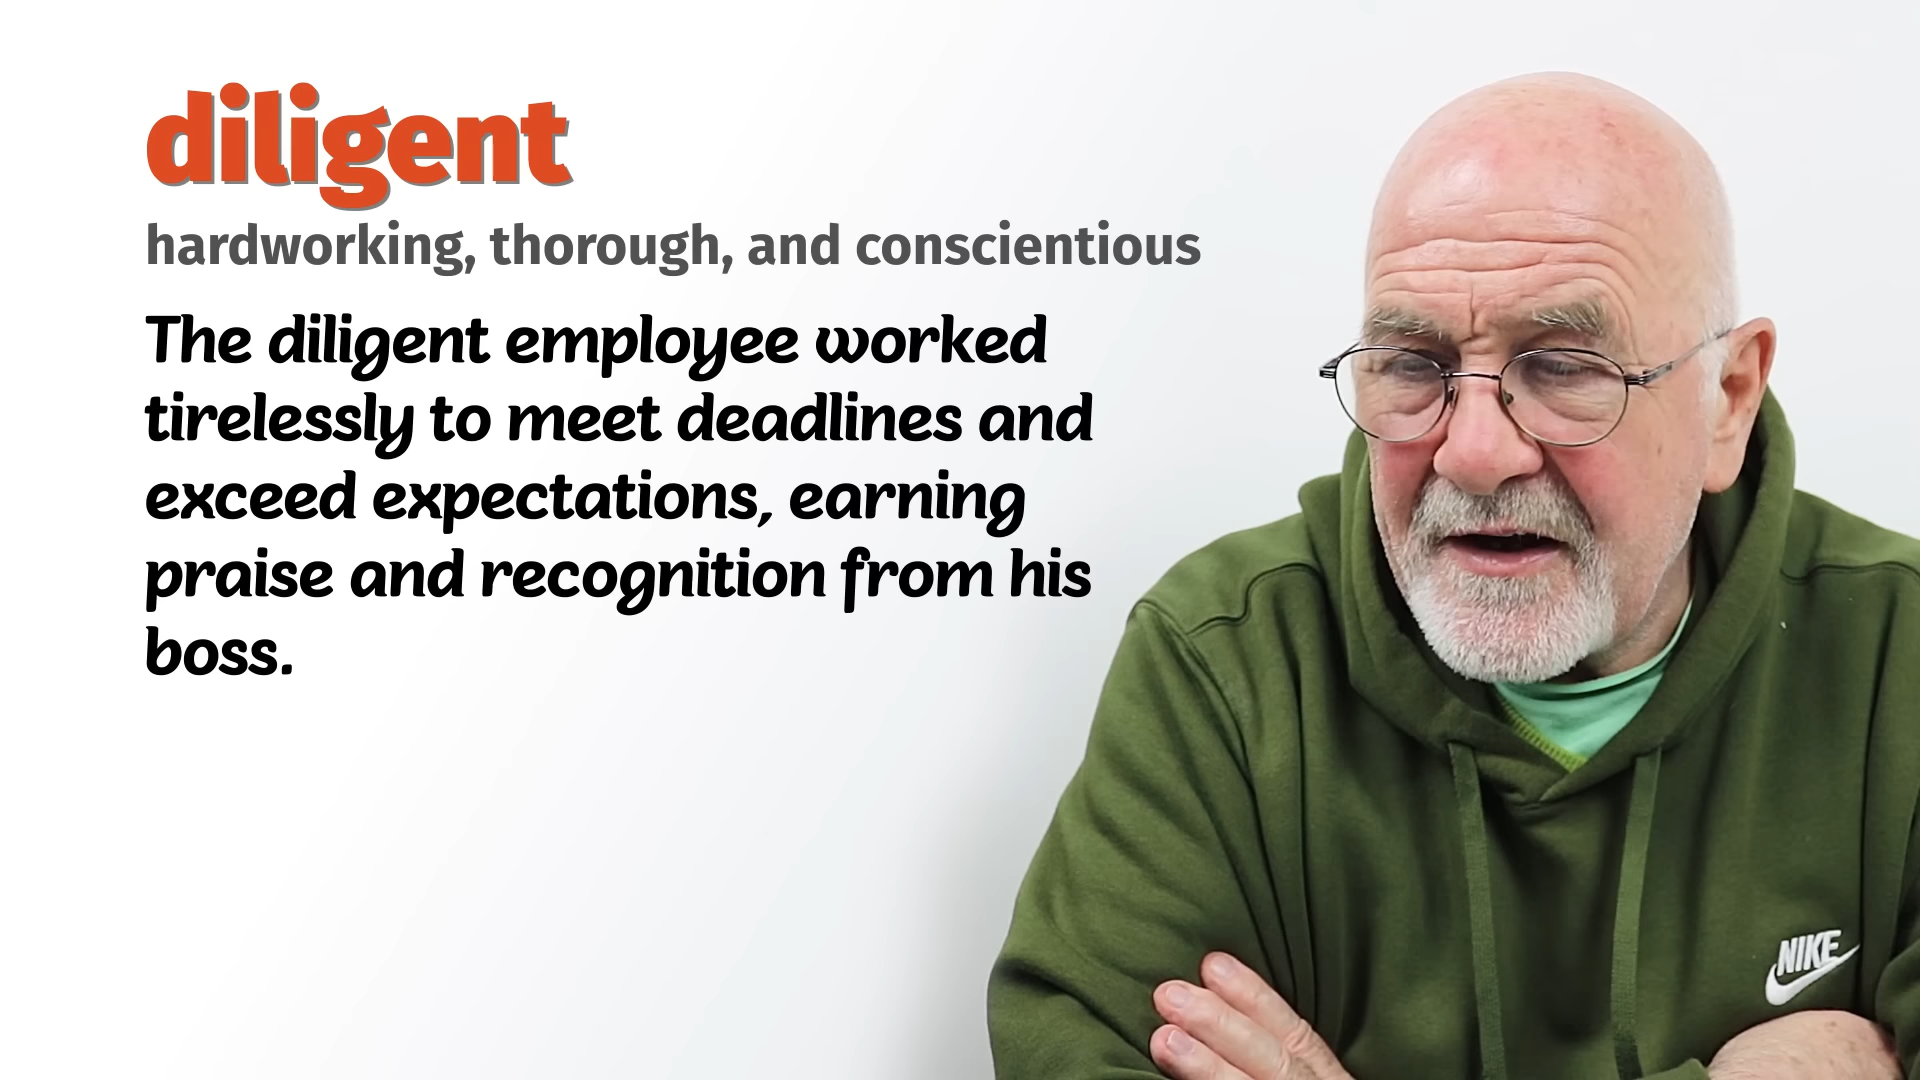 diligent
hardworking, thorough, and conscientious
The diligent employee worked
tirelessly to meet deadlines and
exceed expectations, earning
praise and recognition from his
boss.
NIKE